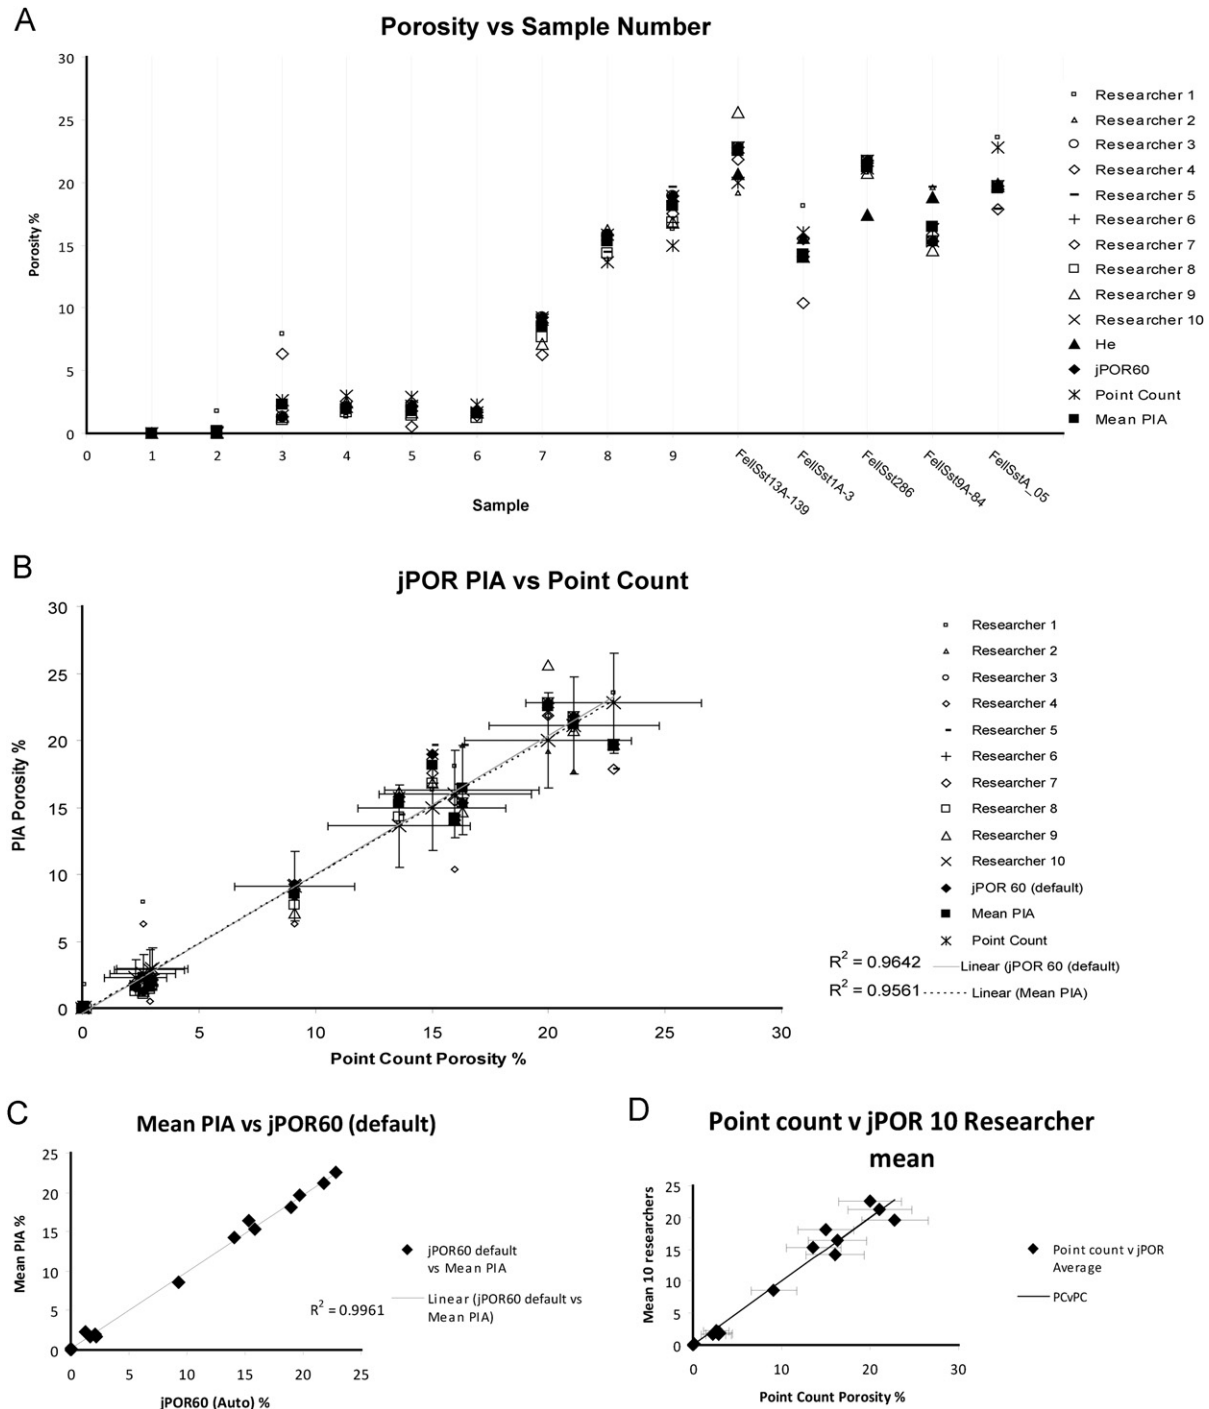 A
Porosity vs Sample Number
30
25
20
15
10
5
0
Porosity %
0 1 2 3 4 5 6 7 8 9 FellSst13A-139 FellSst1A-3 FellSst286 FellSst9A-84 FellSstA_05
Sample
Researcher 1
Researcher 2
Researcher 3
Researcher 4
Researcher 5
Researcher 6
Researcher 7
Researcher 8
Researcher 9
Researcher 10
He
jPOR60
Point Count
Mean PIA
B
jPOR PIA vs Point Count
30
25
20
15
10
5
0
PIA Porosity %
0 5 10 15 20 25 30
Point Count Porosity %
Researcher 1
Researcher 2
Researcher 3
Researcher 4
Researcher 5
Researcher 6
Researcher 7
Researcher 8
Researcher 9
Researcher 10
jPOR 60 (default)
Mean PIA
Point Count
R² = 0.9642 Linear (jPOR 60 (default)
R² = 0.9561 Linear (Mean PIA)
C
Mean PIA vs jPOR60 (default)
25
20
15
10
5
0
Mean PIA %
0 5 10 15 20 25
jPOR60 (Auto) %
R² = 0.9961
jPOR60 default
vs Mean PIA
Linear (jPOR60 default vs
Mean PIA)
D
Point count v jPOR 10 Researcher
mean
25
20
15
10
5
0
Mean 10 researchers
0 10 20 30
Point Count Porosity %
Point count v jPOR
Average
PCvPC